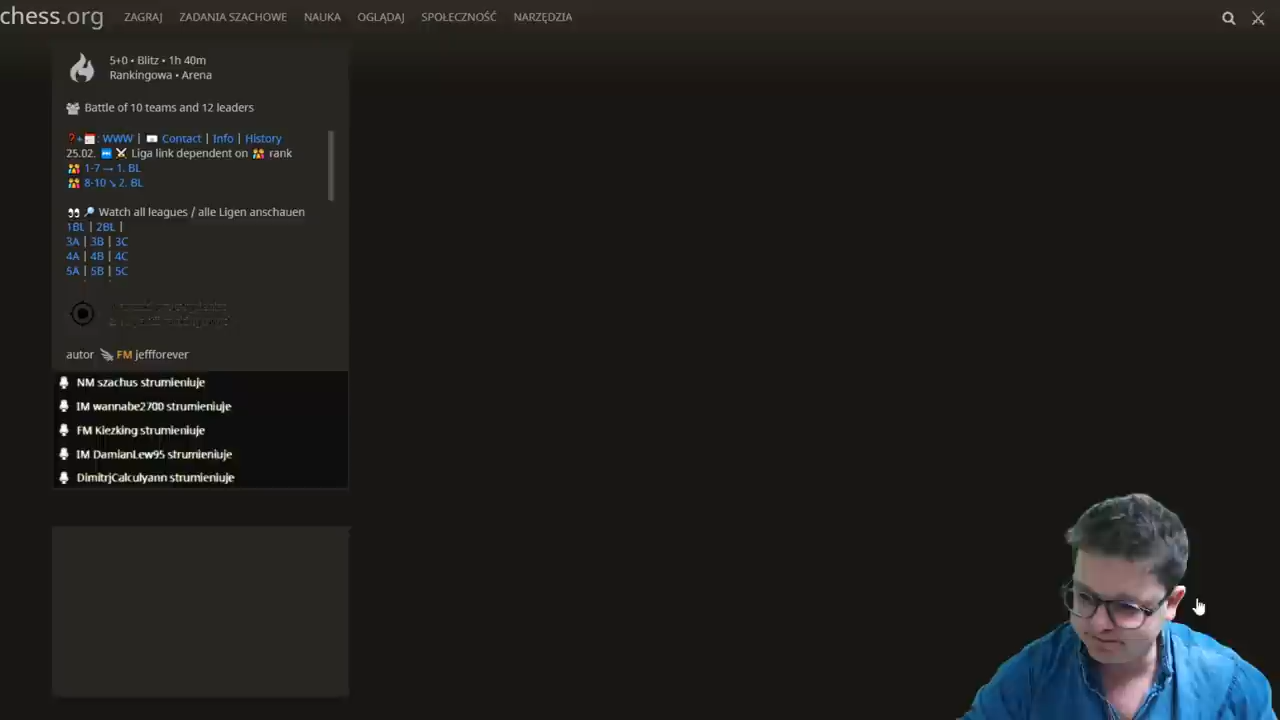 chess.org
ZAGRAJ ZADANIA SZACHOWE NAUKA OGLĄDAJ SPOŁECZNOŚĆ NARZĘDZIA
5+0 • Blitz • 1h 40m
Rankingowa • Arena
Battle of 10 teams and 12 leaders
❓+📅: WWW | 📧 Contact | Info | History
25.02. ⚔️ Liga link dependent on 👥 rank
👥 1-7 → 1. BL
👥 8-10 ↘ 2. BL
👀 🔎 Watch all leagues / alle Ligen anschauen
1BL | 2BL |
3A | 3B | 3C
4A | 4B | 4C
5A | 5B | 5C
autor FM jeffforever
NM szachus strumieniuje
IM wannabe2700 strumieniuje
FM Kiezking strumieniuje
IM DamianLew95 strumieniuje
DimitrjCalculyann strumieniuje